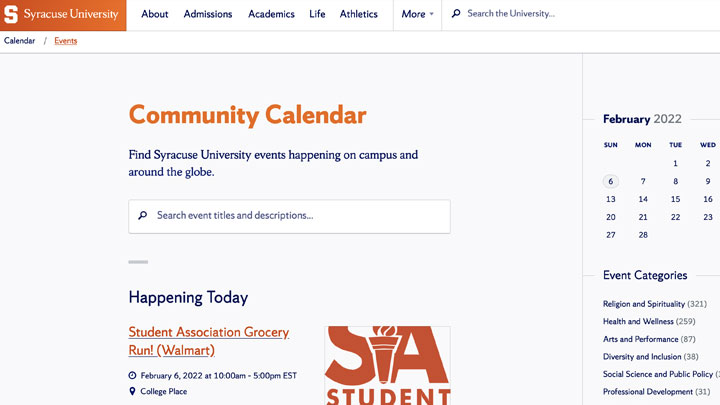 S Syracuse University
About Admissions Academics Life Athletics More Search the University...
Calendar / Events
Community Calendar
Find Syracuse University events happening on campus and
around the globe.
Search event titles and descriptions...
Happening Today
Student Association Grocery
Run! (Walmart)
February 6, 2022 at 10:00am - 5:00pm EST
College Place
SA
STUDENT
February 2022
SUN MON TUE WED
1 2
6 7 8 9
13 14 15 16
20 21 22 23
27 28
Event Categories
Religion and Spirituality (321)
Health and Wellness (259)
Arts and Performance (87)
Diversity and Inclusion (38)
Social Science and Public Policy
Professional Development (31)